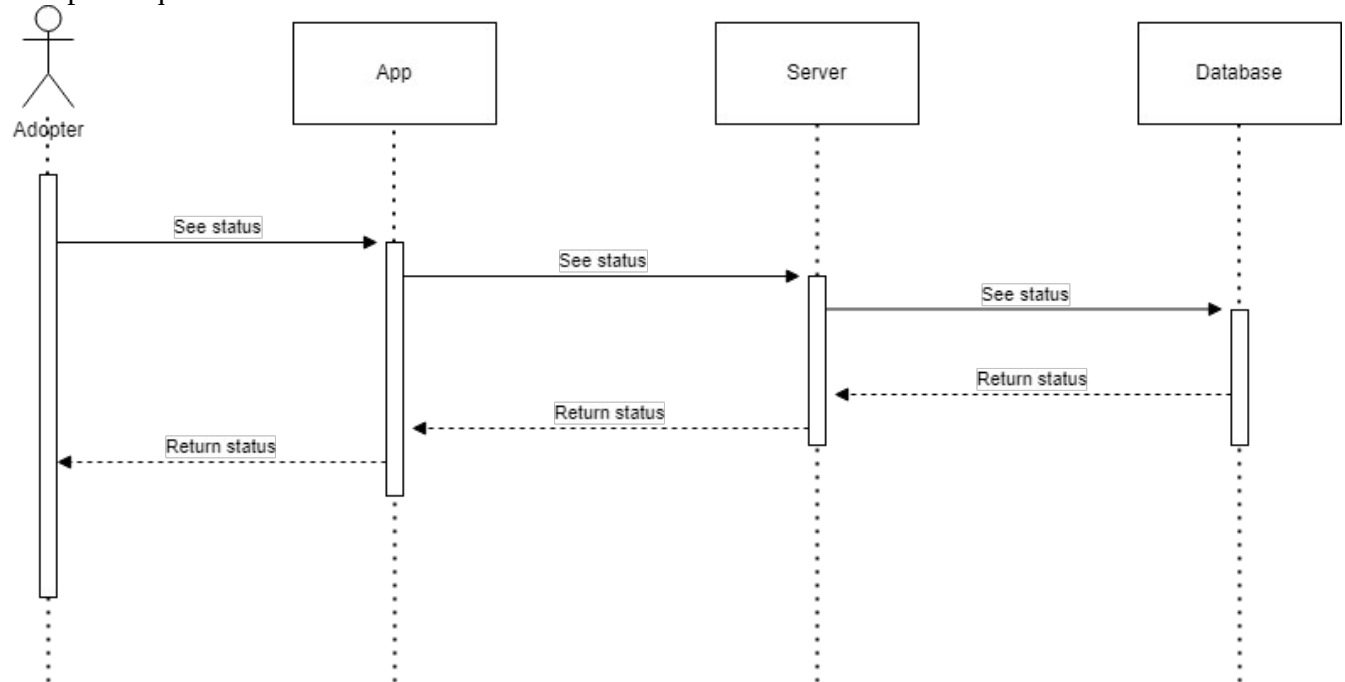 App
Server
Database
Adopter
See status
See status
See status
Return status
Return status
Return status